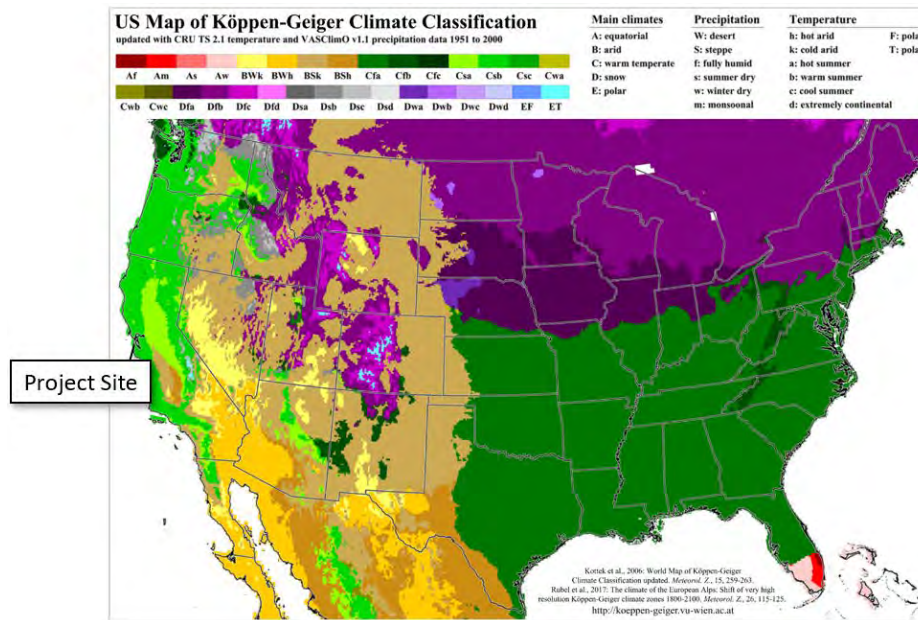 US Map of Köppen-Geiger Climate Classification
updated with CRU TS 2.1 temperature and VASClimO v1.1 precipitation data 1951 to 2000
Af Am As Aw BWk BWh BSk BSh Cfa Cfb Cfc Csa Csb Csc Cwa
Cwb Cwc Dfa Dfb Dfc Dfd Dsa Dsb Dsc Dsd Dwa Dwb Dwc Dwd EF ET
Main climates
A: equatorial
B: arid
C: warm temperate
D: snow
E: polar
Precipitation
W: desert
S: steppe
f: fully humid
s: summer dry
w: winter dry
m: monsoonal
Temperature
h: hot arid
k: cold arid
a: hot summer
b: warm summer
c: cool summer
d: extremely continental
F: pola
T: pola
Project Site
Kottek et al., 2006: World Map of Köppen-Geiger
Climate Classification updated. Meteorol. Z., 15, 259-263.
Rubel et al., 2017: The climate of the European Alps: Shift of very high
resolution Köppen-Geiger climate zones 1800-2100. Meteorol. Z., 26, 115-125.
http://koeppen-geiger.vu-wien.ac.at